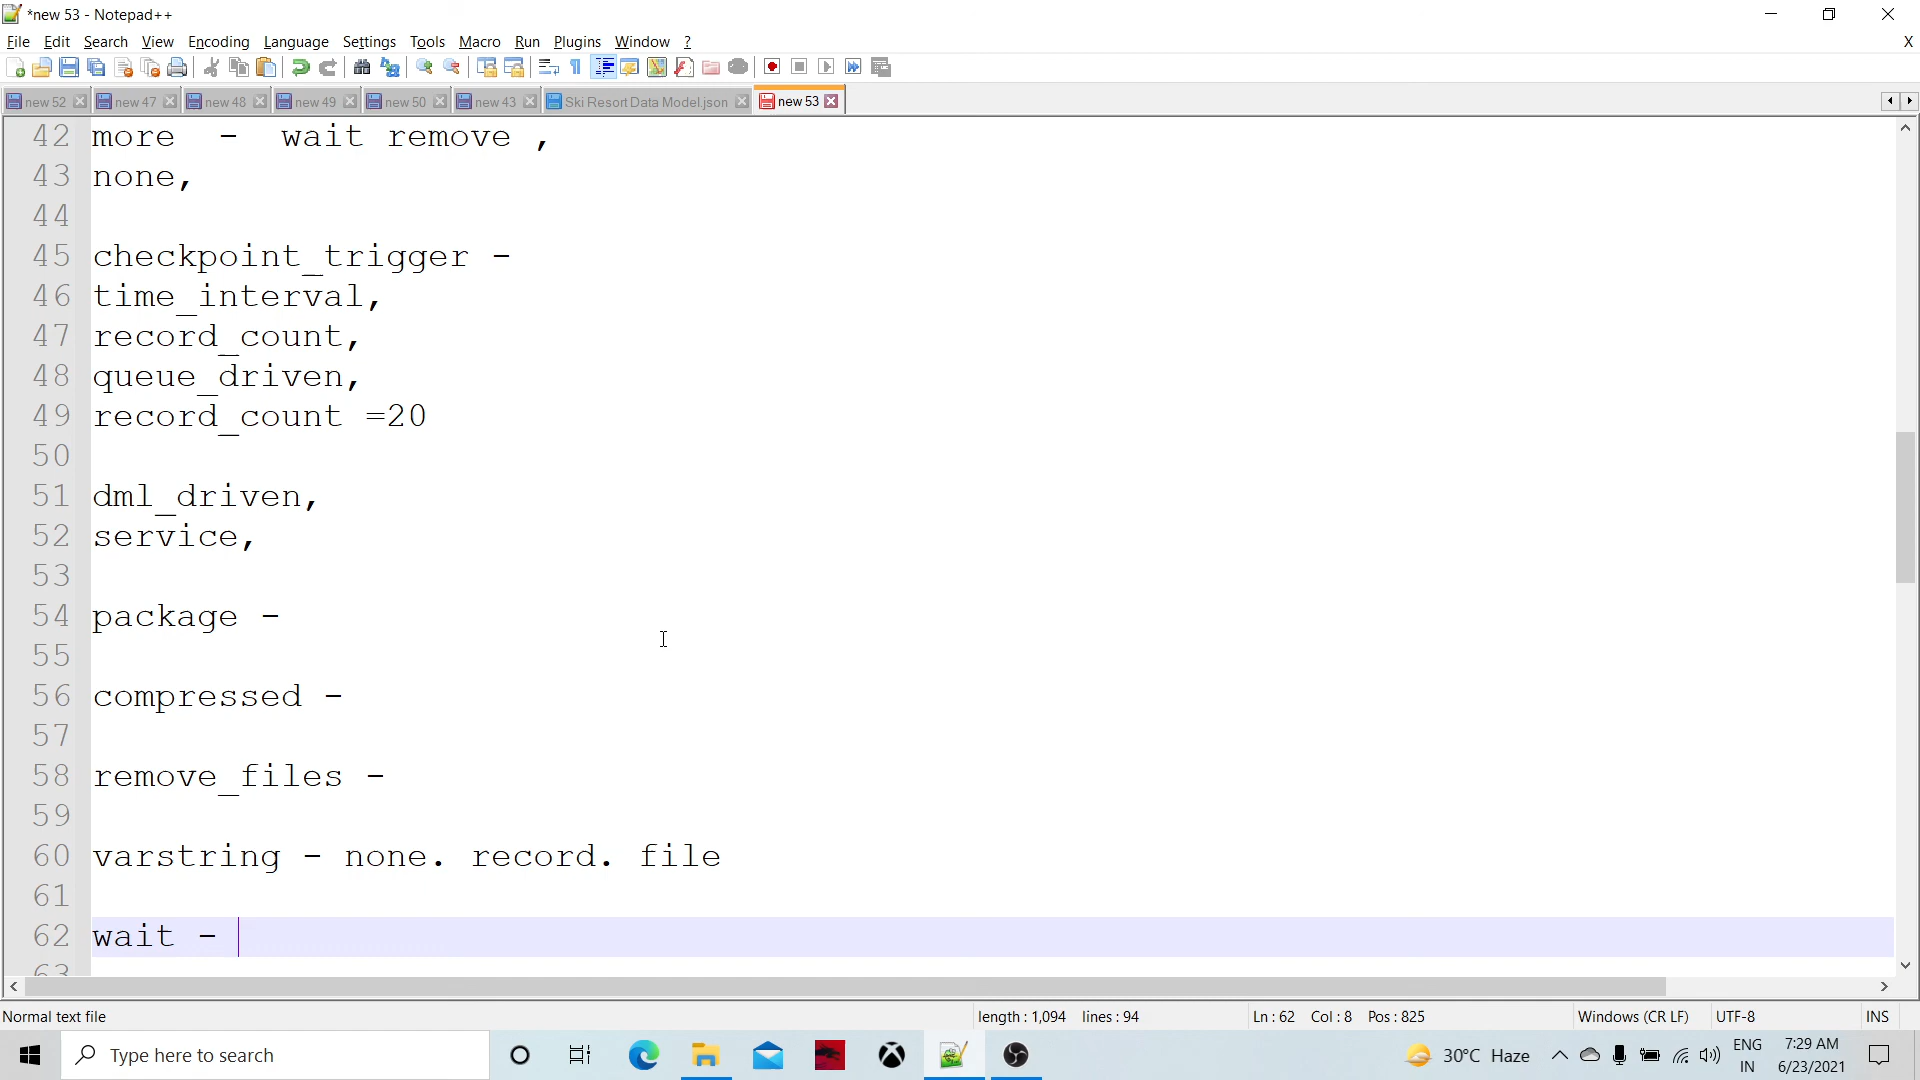 *new 53 - Notepad++
File Edit Search View Encoding Language Settings Tools Macro Run Plugins Window ? X
new 52 new 47 new 48 new 49 new 50 new 43 Ski Resort Data Model.json new 53
42 more - wait remove ,
43 none,
44
45 checkpoint_trigger -
46 time_interval,
47 record_count,
48 queue_driven,
49 record_count =20
50
51 dml_driven,
52 service,
53
54 package -
55
56 compressed -
57
58 remove_files -
59
60 varstring - none. record. file
61
62 wait -
63
Normal text file length : 1,094 lines : 94 Ln : 62 Col : 8 Pos : 825 Windows (CR LF) UTF-8 INS
Type here to search 30°C Haze ENG IN 7:29 AM 6/23/2021